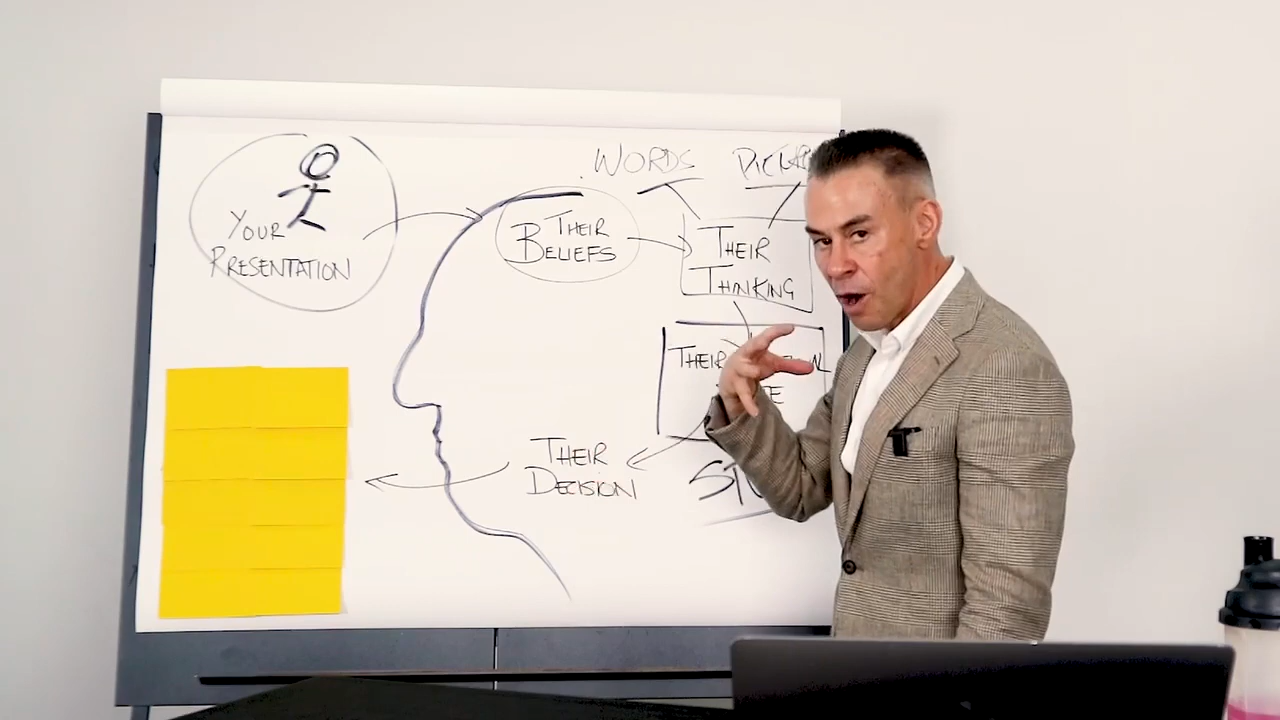 WORDS
YOUR
PRESENTATION
THEIR
BELIEFS
THEIR
THINKING
THEIR
THEIR
DECISION